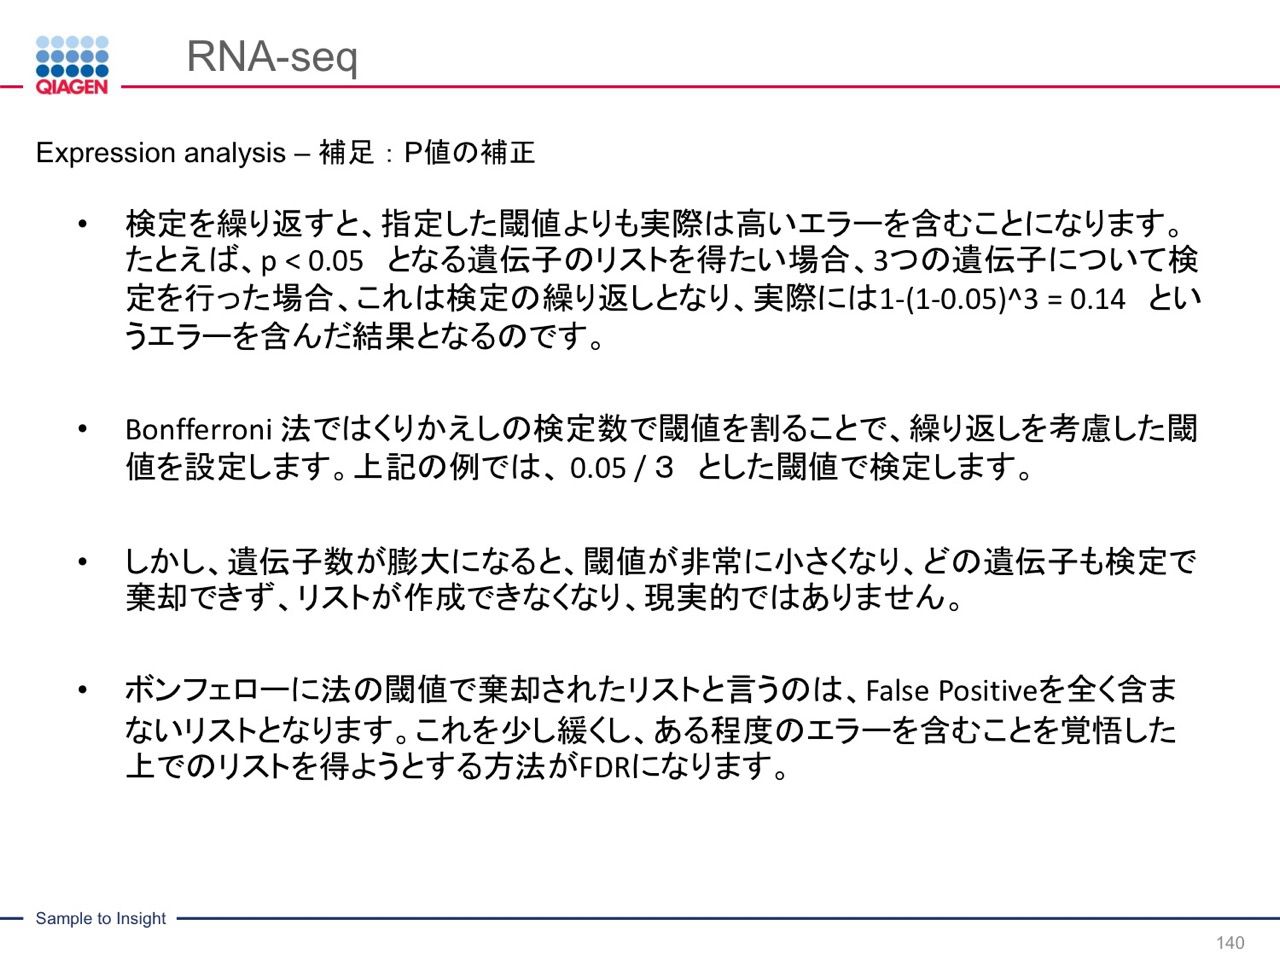 QIAGEN
RNA-seq
Expression analysis – 補足：P値の補正
• 検定を繰り返すと、指定した閾値よりも実際は高いエラーを含むことになります。
たとえば、p < 0.05　となる遺伝子のリストを得たい場合、3つの遺伝子について検
定を行った場合、これは検定の繰り返しとなり、実際には1-(1-0.05)^3 = 0.14　とい
うエラーを含んだ結果となるのです。
• Bonfferroni 法ではくりかえしの検定数で閾値を割ることで、繰り返しを考慮した閾
値を設定します。上記の例では、 0.05 /３　とした閾値で検定します。
• しかし、遺伝子数が膨大になると、閾値が非常に小さくなり、どの遺伝子も検定で
棄却できず、リストが作成できなくなり、現実的ではありません。
• ボンフェローに法の閾値で棄却されたリストと言うのは、False Positiveを全く含ま
ないリストとなります。これを少し緩くし、ある程度のエラーを含むことを覚悟した
上でのリストを得ようとする方法がFDRになります。
Sample to Insight
140